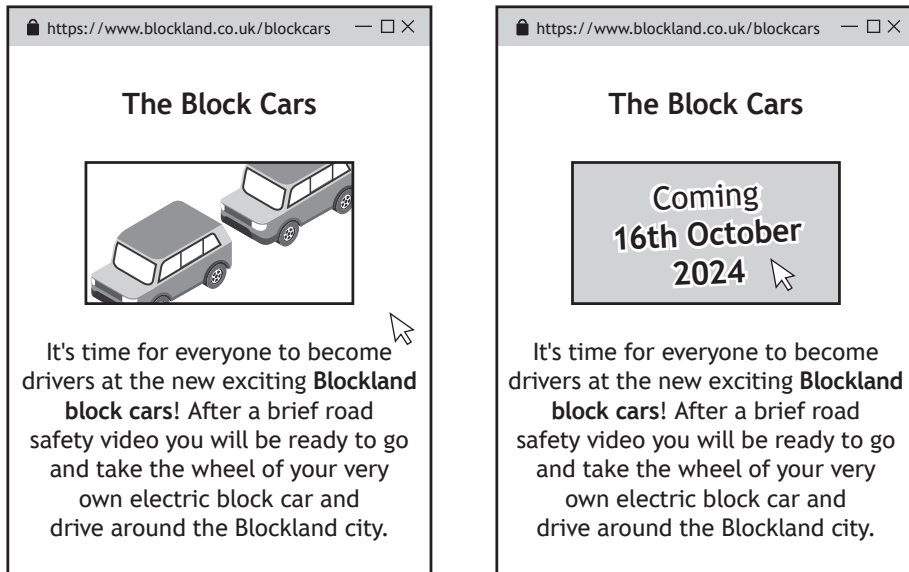 https://www.blockland.co.uk/blockcars
The Block Cars
It's time for everyone to become
drivers at the new exciting Blockland
block cars! After a brief road
safety video you will be ready to go
and take the wheel of your very
own electric block car and
drive around the Blockland city.
https://www.blockland.co.uk/blockcars
The Block Cars
Coming
16th October
2024
It's time for everyone to become
drivers at the new exciting Blockland
block cars! After a brief road
safety video you will be ready to go
and take the wheel of your very
own electric block car and
drive around the Blockland city.